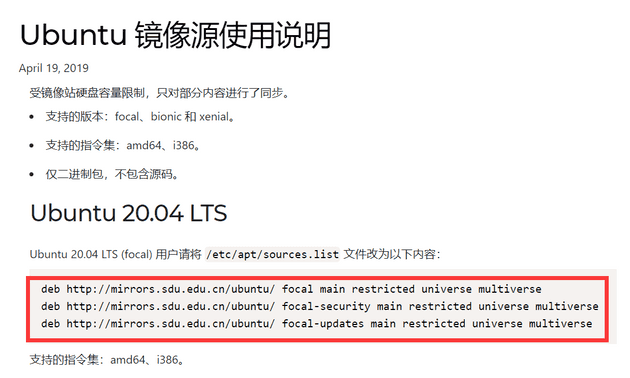 Ubuntu 镜像源使用说明
April 19, 2019
受镜像站硬盘容量限制，只对部分内容进行了同步。
• 支持的版本：focal、bionic 和 xenial。
• 支持的指令集：amd64、i386。
• 仅二进制包，不包含源码。
Ubuntu 20.04 LTS
Ubuntu 20.04 LTS (focal) 用户请将 /etc/apt/sources.list 文件改为以下内容：
deb http://mirrors.sdu.edu.cn/ubuntu/ focal main restricted universe multiverse
deb http://mirrors.sdu.edu.cn/ubuntu/ focal-security main restricted universe multiverse
deb http://mirrors.sdu.edu.cn/ubuntu/ focal-updates main restricted universe multiverse
支持的指令集：amd64、i386。